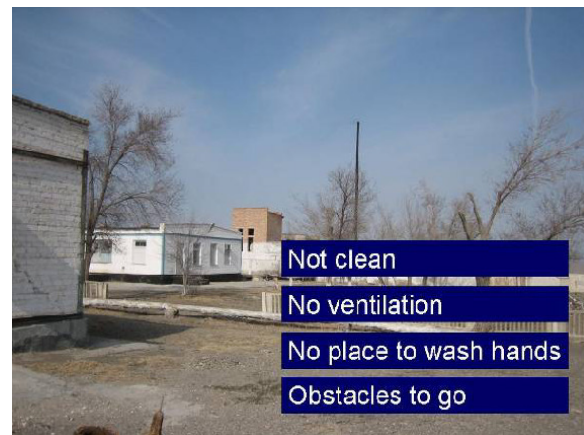 Not clean
No ventilation
No place to wash hands
Obstacles to go